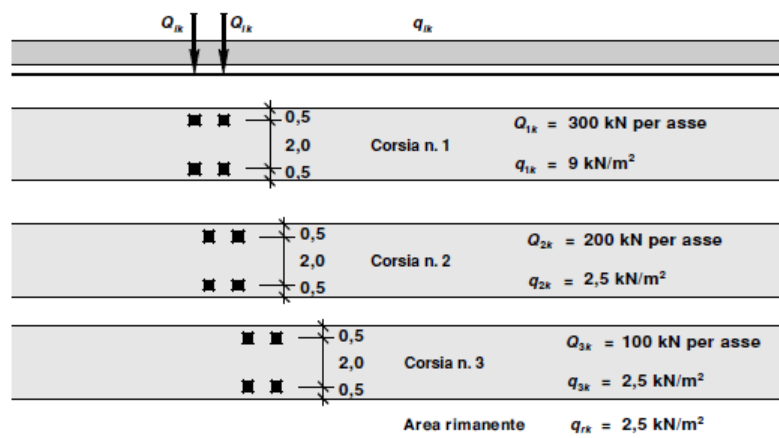 Qlk Qlk qlk
0,5
2,0 Corsia n. 1
0,5
Q1k = 300 kN per asse
q1k = 9 kN/m²
0,5
2,0 Corsia n. 2
0,5
Q2k = 200 kN per asse
q2k = 2,5 kN/m²
0,5
2,0 Corsia n. 3
0,5
Q3k = 100 kN per asse
q3k = 2,5 kN/m²
Area rimanente qrk = 2,5 kN/m²